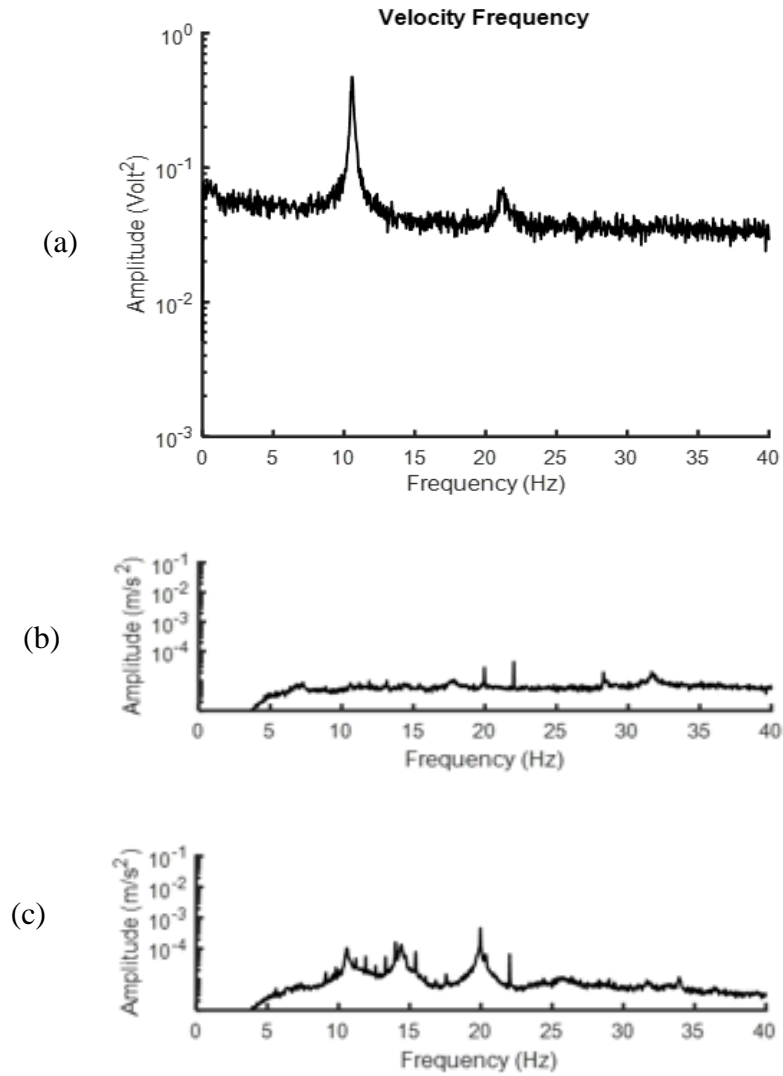 Velocity Frequency
10^0
10^-1
10^-2
10^-3
Amplitude (Volt^2)
(a)
0 5 10 15 20 25 30 35 40
Frequency (Hz)
(b)
Amplitude (m/s^2)
10^-1
10^-2
10^-3
10^-4
0 5 10 15 20 25 30 35 40
Frequency (Hz)
(c)
Amplitude (m/s^2)
10^-1
10^-2
10^-3
10^-4
0 5 10 15 20 25 30 35 40
Frequency (Hz)